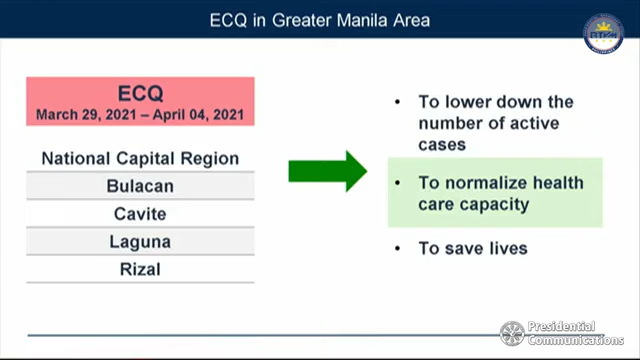 ECQ in Greater Manila Area
ECQ
March 29, 2021 – April 04, 2021
National Capital Region
Bulacan
Cavite
Laguna
Rizal
• To lower down the
number of active
cases
• To normalize health
care capacity
• To save lives
RTVM
Presidential
Communications